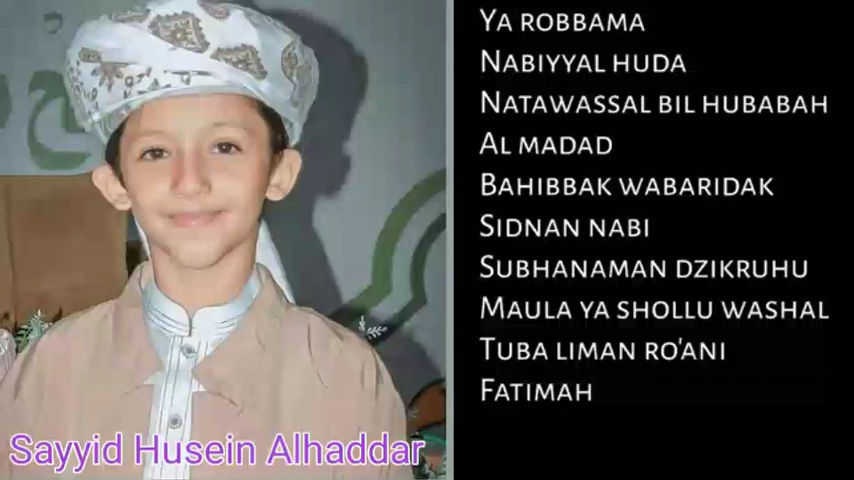 Sayyid Husein Alhaddar
Ya robbama
Nabiyyal huda
Natawassal bil hubabah
Al madad
Bahibbak wabaridak
Sidnan nabi
Subhanaman dzikruhu
Maula ya shollu washal
Tuba liman ro'ani
Fatimah